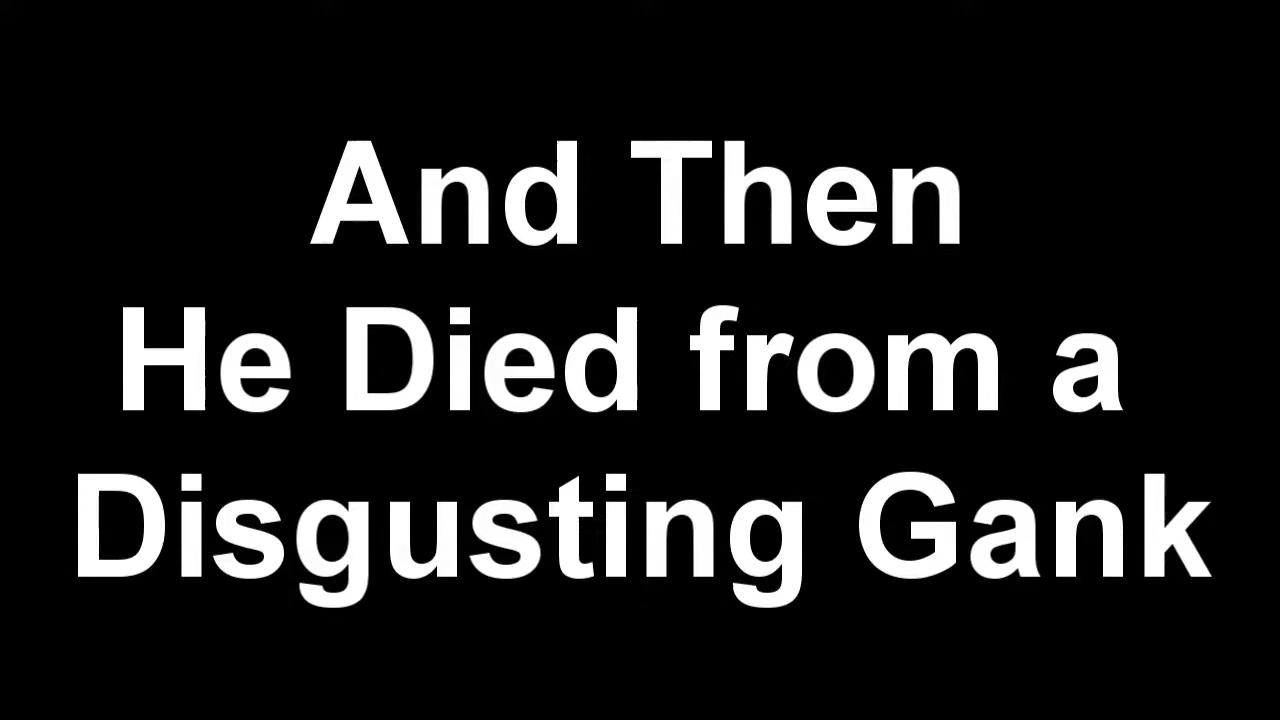 And Then
He Died from a
Disgusting Gank